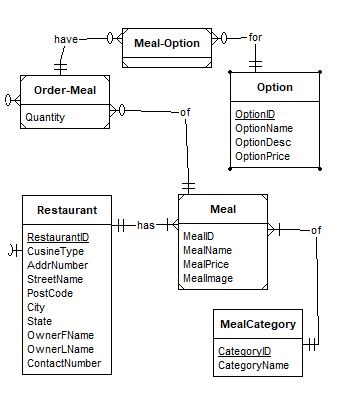 have
Meal-Option
for
Order-Meal
Quantity
Option
OptionID
OptionName
OptionDesc
OptionPrice
of
Restaurant
RestaurantID
CusineType
AddrNumber
StreetName
PostCode
City
State
OwnerFName
OwnerLName
ContactNumber
has
Meal
MealID
MealName
MealPrice
MealImage
of
MealCategory
CategoryID
CategoryName